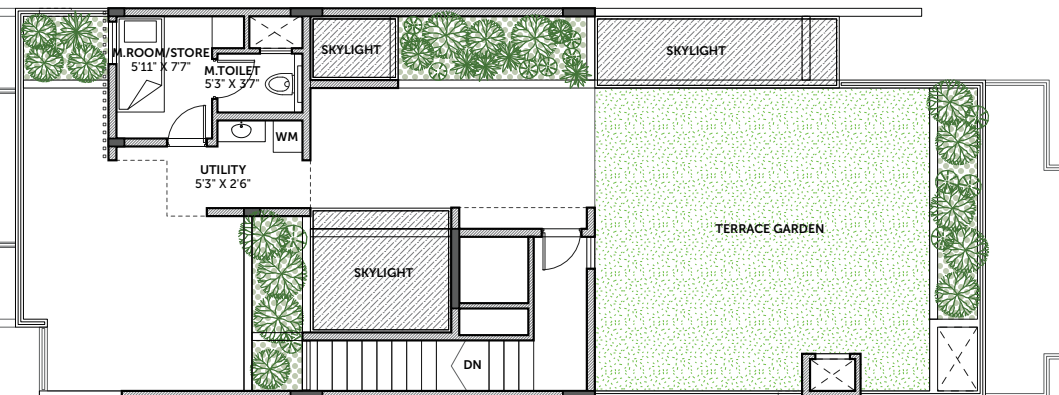 M.ROOM/STORE
5'11" X 7'7"
M.TOILET
5'3" X 3'7"
SKYLIGHT
SKYLIGHT
WM
UTILITY
5'3" X 2'6"
TERRACE GARDEN
SKYLIGHT
DN